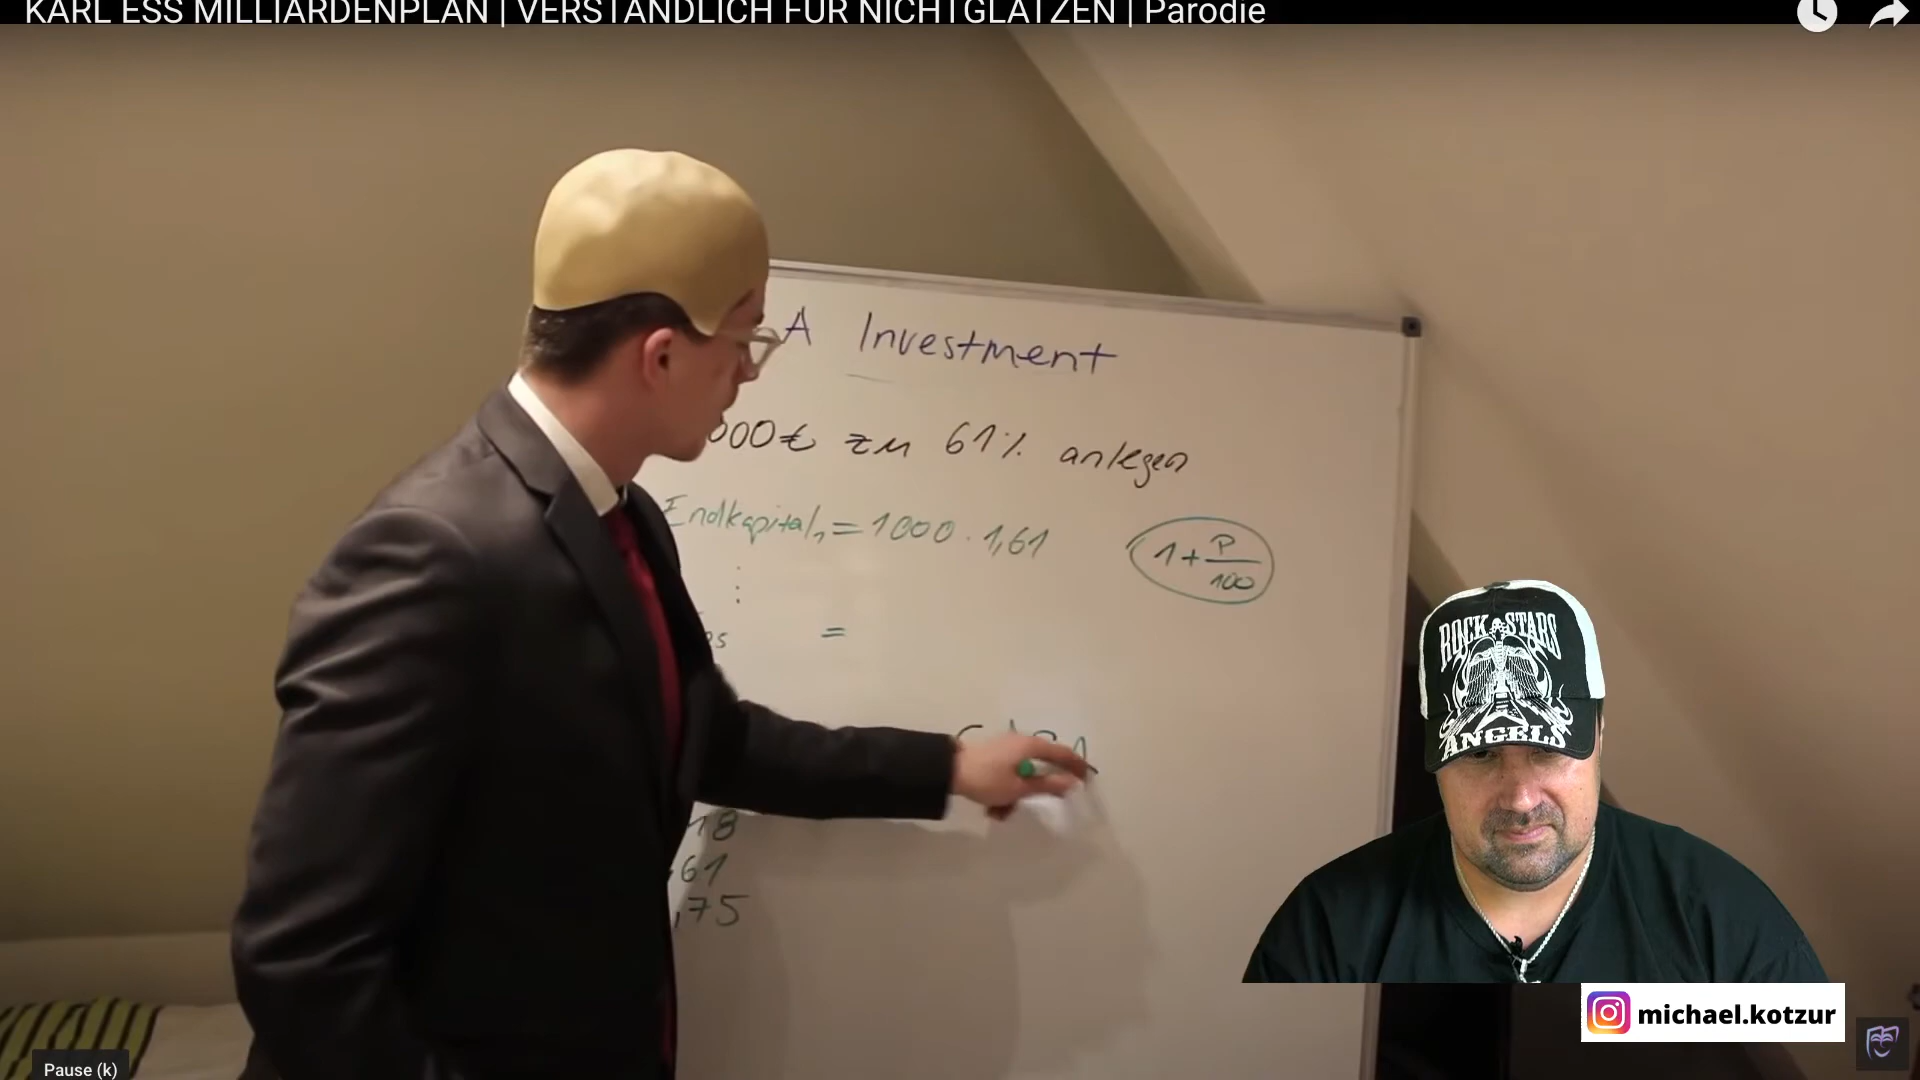 KARL ESS MILLIARDENPLAN | VERSTÄNDLICH FÜR NICHTGLATZEN | Parodie
A Investment
000€ zu 61% anlegen
Endkapital₁ = 1000 · 1,61
1 + P/100
=
18
,61
,75
ROCK STARS
ANGELS
michael.kotzur
Pause (k)